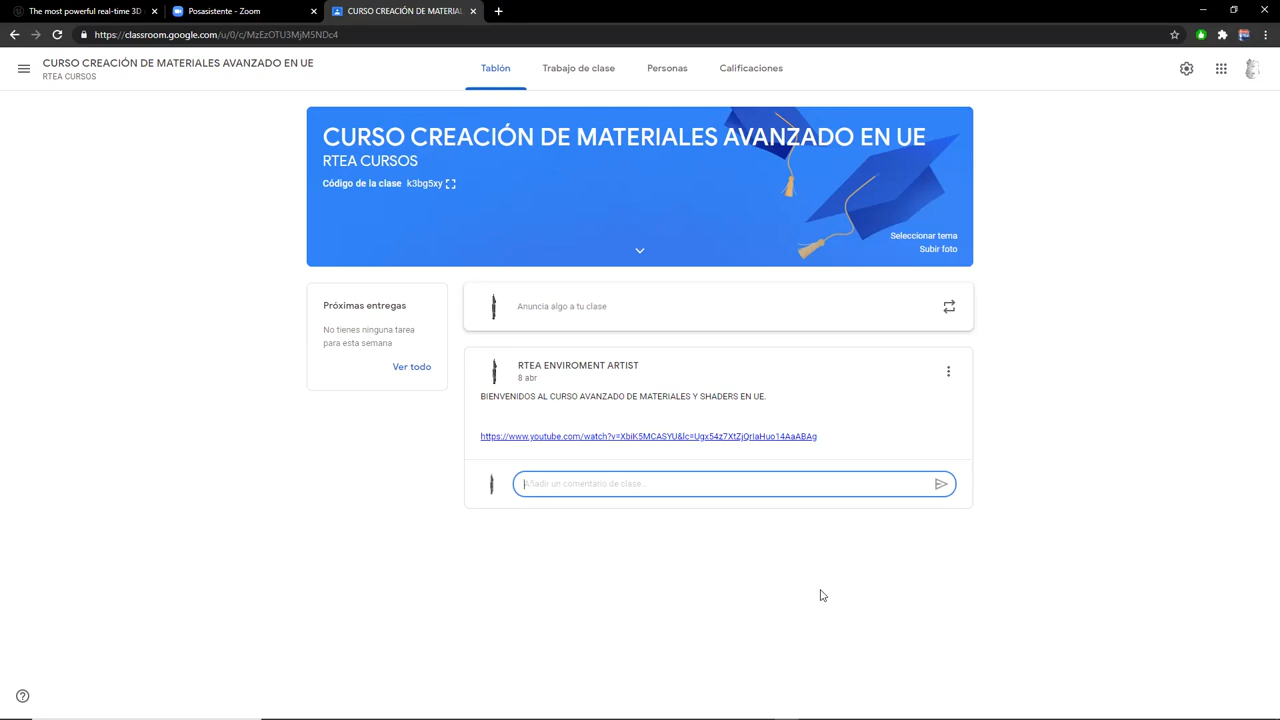 The most powerful real-time 3D
Posasistente - Zoom
CURSO CREACIÓN DE MATERIAL
https://classroom.google.com/u/0/c/MzEzOTU3MjM5NDc4
CURSO CREACIÓN DE MATERIALES AVANZADO EN UE
RTEA CURSOS
Tablón
Trabajo de clase
Personas
Calificaciones
CURSO CREACIÓN DE MATERIALES AVANZADO EN UE
RTEA CURSOS
Código de la clase k3bg5xy
Seleccionar tema
Subir foto
Próximas entregas
No tienes ninguna tarea
para esta semana
Ver todo
Anuncia algo a tu clase
RTEA ENVIROMENT ARTIST
8 abr
BIENVENIDOS AL CURSO AVANZADO DE MATERIALES Y SHADERS EN UE.
https://www.youtube.com/watch?v=XbiK5MCASYU&lc=Ugx54z7XtZjQrIaHuo14AaABAg
Añadir un comentario de clase...